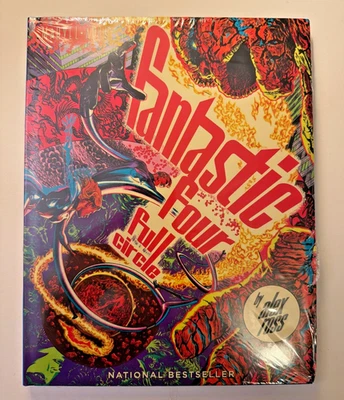 fantastic
four
full
circle
by
alex
ross
NATIONAL BESTSELLER